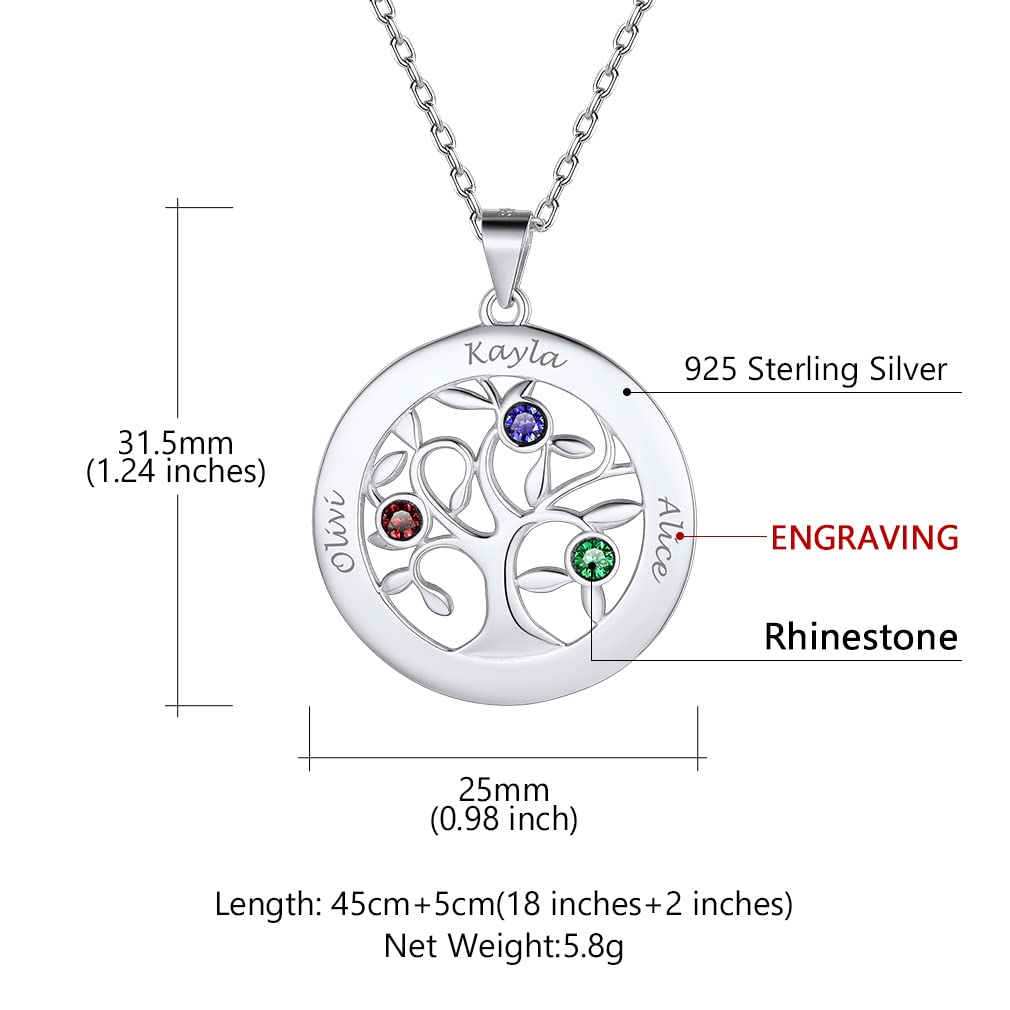 Kayla
925 Sterling Silver
31.5mm
(1.24 inches)
Olivi
Alice
ENGRAVING
Rhinestone
25mm
(0.98 inch)
Length: 45cm+5cm(18 inches+2 inches)
Net Weight:5.8g